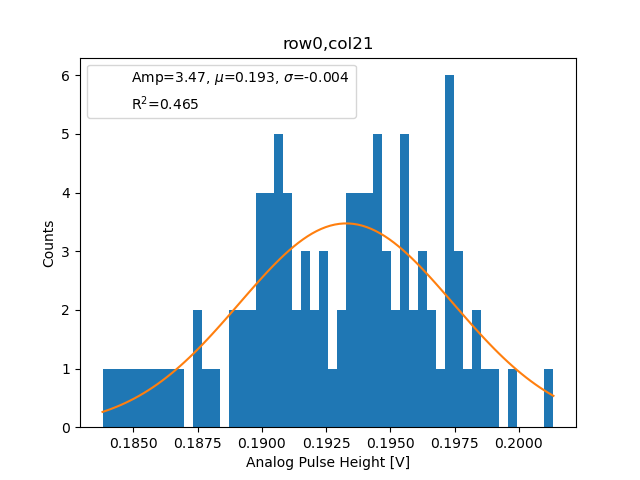 row0,col21
Amp=3.47, μ=0.193, σ=-0.004
R²=0.465
6
5
4
3
2
1
0
Counts
0.1850 0.1875 0.1900 0.1925 0.1950 0.1975 0.2000
Analog Pulse Height [V]